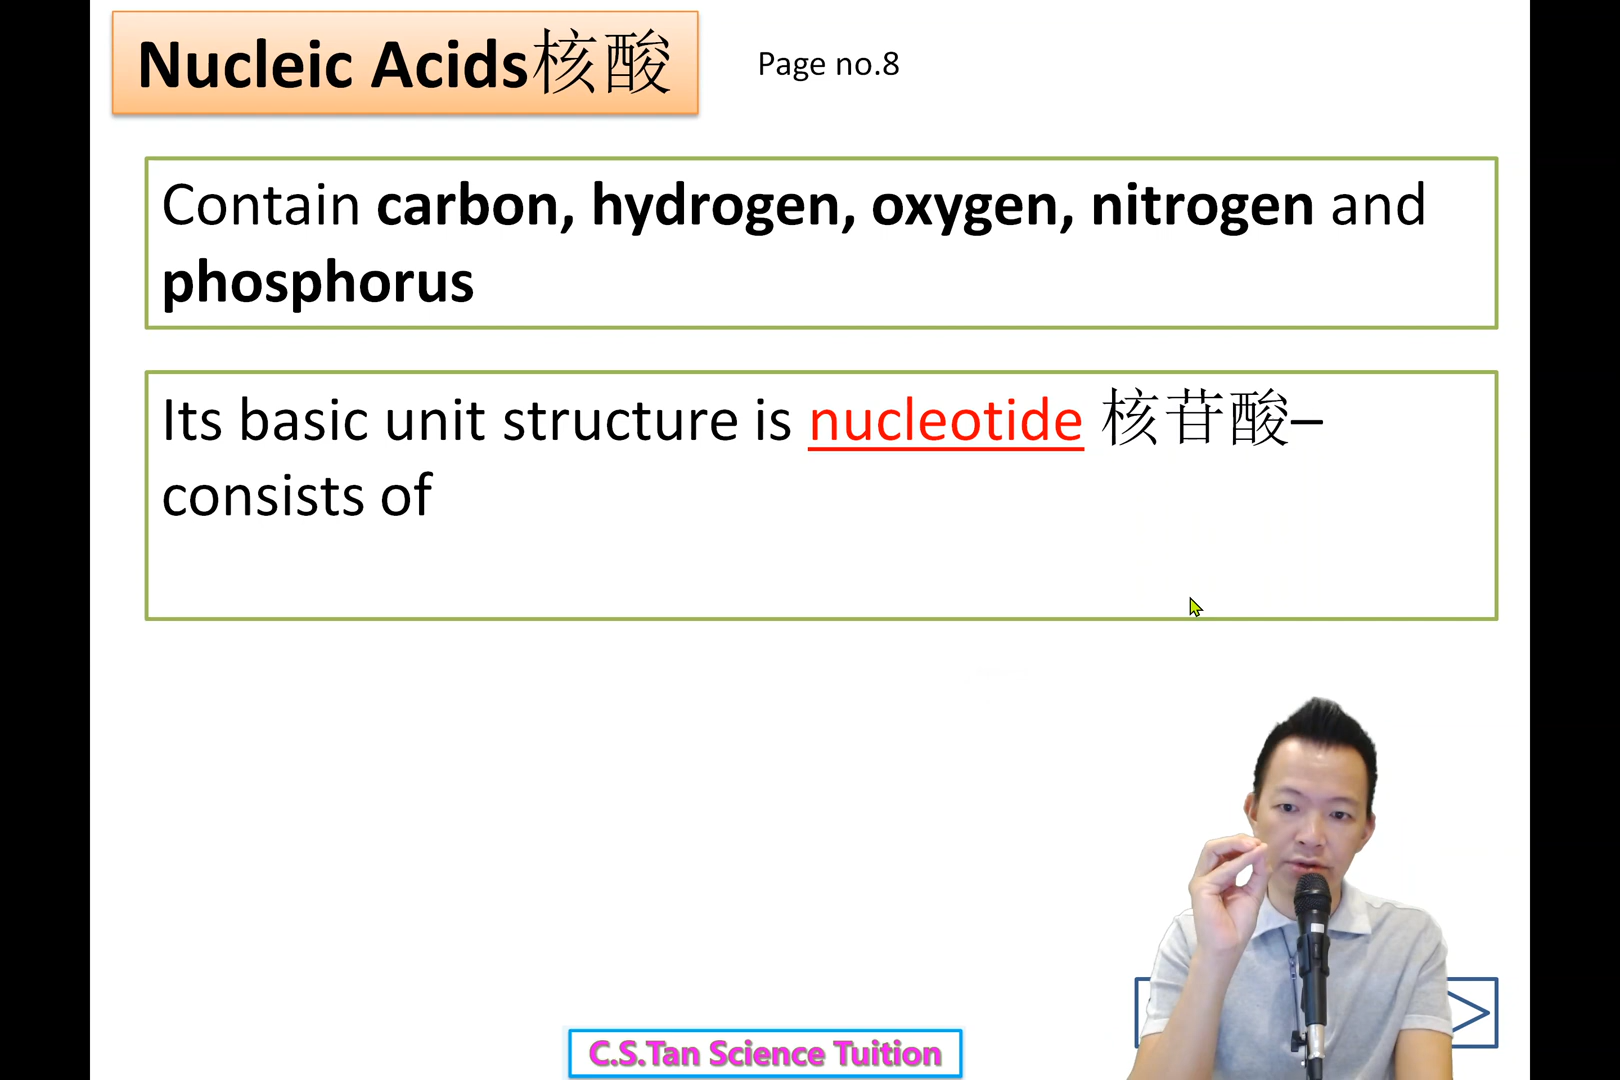 Nucleic Acids核酸
Page no.8
Contain carbon, hydrogen, oxygen, nitrogen and
phosphorus
Its basic unit structure is nucleotide 核苷酸–
consists of
C.S.Tan Science Tuition